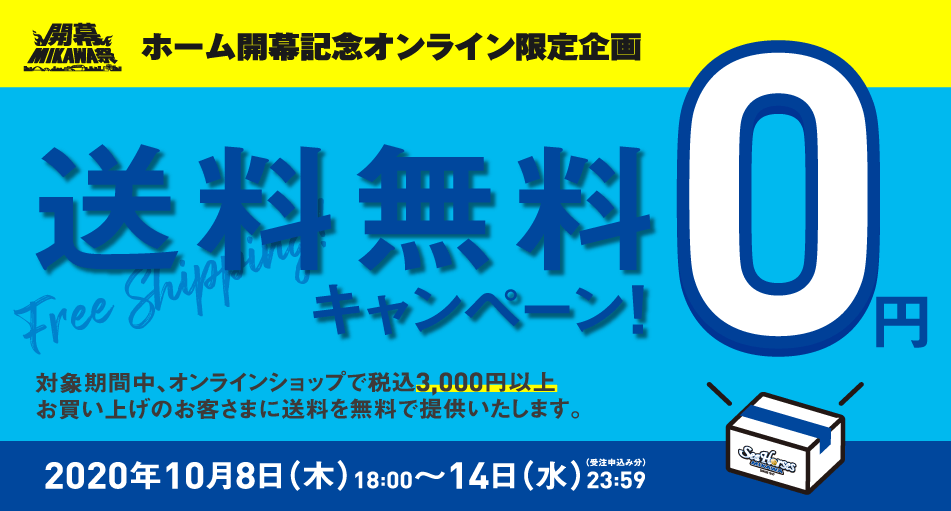 開幕
MIKAWA祭
ホーム開幕記念オンライン限定企画
送料無料
0円
Free Shipping!
キャンペーン!
対象期間中、オンラインショップで税込3,000円以上
お買い上げのお客さまに送料を無料で提供いたします。
SeaHorses
2020年10月8日(木)18:00〜14日(水)23:59
(受注申込み分)